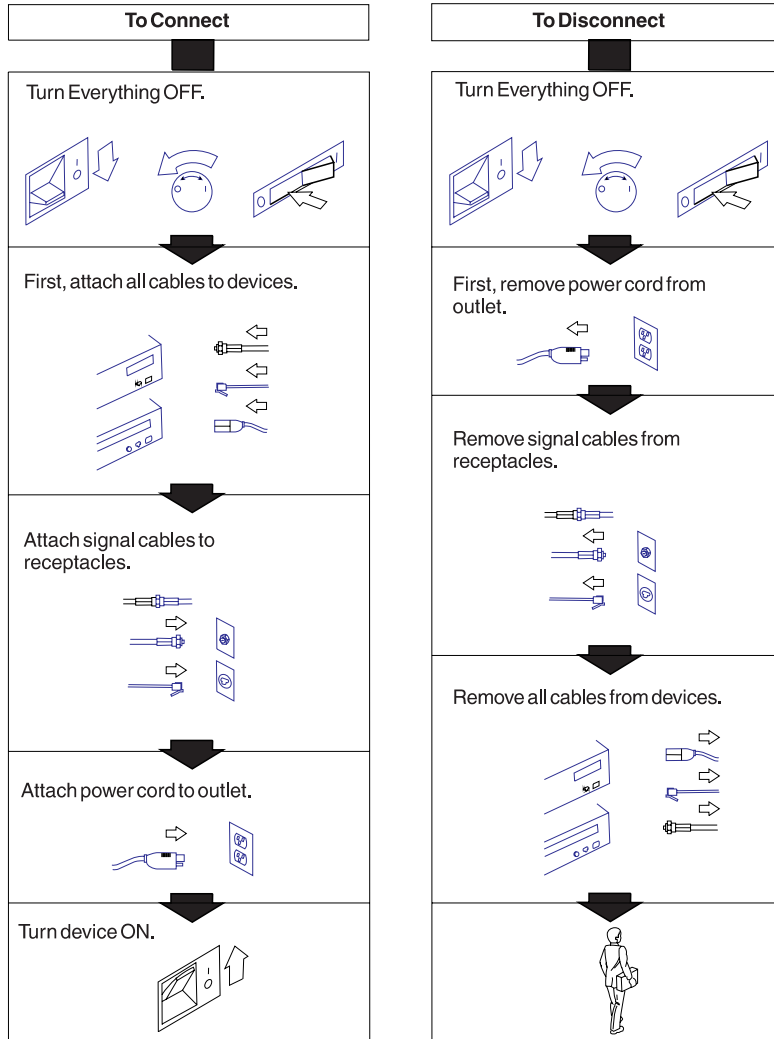 To Connect
Turn Everything OFF.
First, attach all cables to devices.
Attach signal cables to
receptacles.
Attach power cord to outlet.
Turn device ON.
To Disconnect
Turn Everything OFF.
First, remove power cord from
outlet.
Remove signal cables from
receptacles.
Remove all cables from devices.